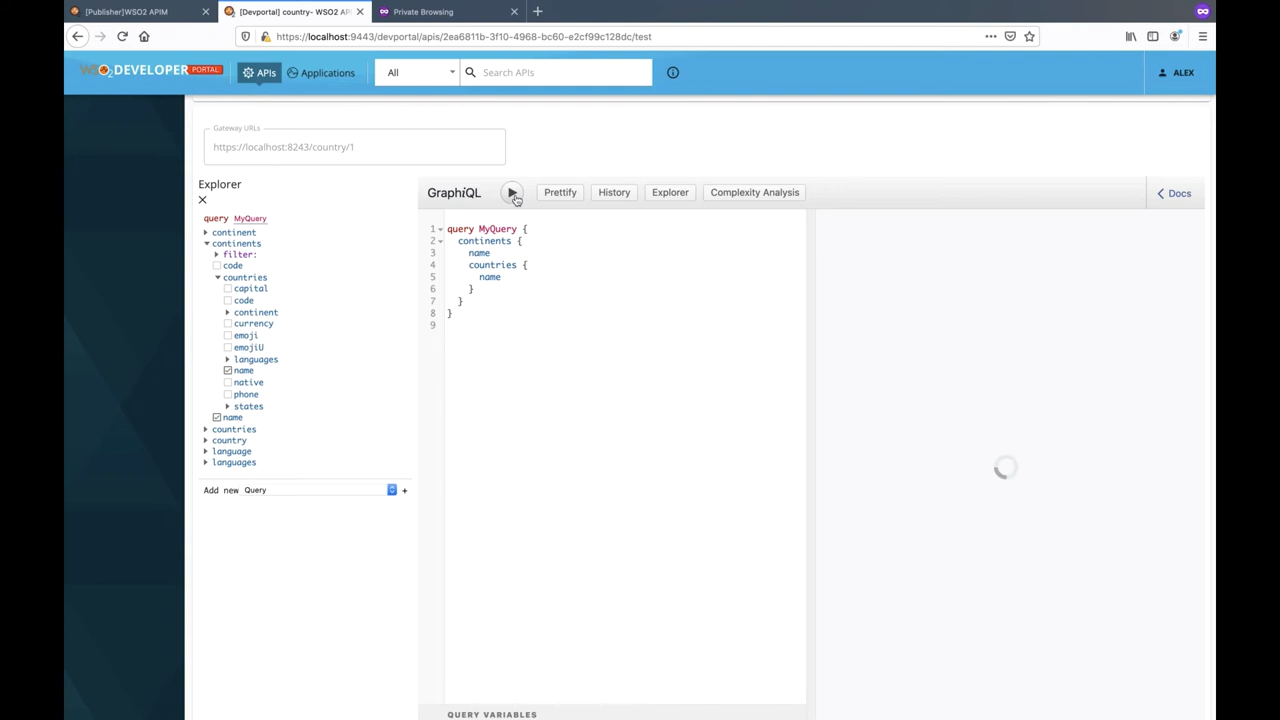 [Publisher]WSO2 APIM
[Devportal] country- WSO2 API
Private Browsing
https://localhost:9443/devportal/apis/2ea6811b-3f10-4968-bc60-e2cf99c128dc/test
WSO2 DEVELOPER PORTAL
APIs
Applications
All
Search APIs
ALEX
Gateway URLs
https://localhost:8243/country/1
Explorer
GraphiQL
Prettify
History
Explorer
Complexity Analysis
Docs
query MyQuery
continent
continents
filter:
code
countries
capital
code
continent
currency
emoji
emojiU
languages
name
native
phone
states
name
countries
country
language
languages
Add new Query +
1 query MyQuery {
2 continents {
3 name
4 countries {
5 name
6 }
7 }
8 }
9
QUERY VARIABLES